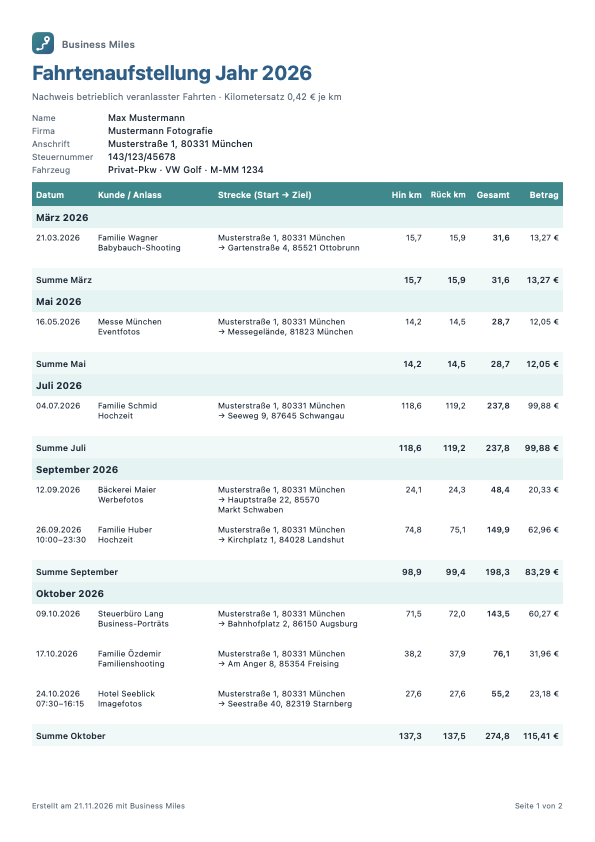 Business Miles
Fahrtenaufstellung Jahr 2026
Nachweis betrieblich veranlasster Fahrten · Kilometersatz 0,42 € je km
Name Max Mustermann
Firma Mustermann Fotografie
Anschrift Musterstraße 1, 80331 München
Steuernummer 143/123/45678
Fahrzeug Privat-Pkw · VW Golf · M-MM 1234
Datum Kunde / Anlass Strecke (Start → Ziel) Hin km Rück km Gesamt Betrag
März 2026
21.03.2026 Familie Wagner Musterstraße 1, 80331 München 15,7 15,9 31,6 13,27 €
Babybauch-Shooting → Gartenstraße 4, 85521 Ottobrunn
Summe März 15,7 15,9 31,6 13,27 €
Mai 2026
16.05.2026 Messe München Musterstraße 1, 80331 München 14,2 14,5 28,7 12,05 €
Eventfotos → Messegelände, 81823 München
Summe Mai 14,2 14,5 28,7 12,05 €
Juli 2026
04.07.2026 Familie Schmid Musterstraße 1, 80331 München 118,6 119,2 237,8 99,88 €
Hochzeit → Seeweg 9, 87645 Schwangau
Summe Juli 118,6 119,2 237,8 99,88 €
September 2026
12.09.2026 Bäckerei Maier Musterstraße 1, 80331 München 24,1 24,3 48,4 20,33 €
Werbefotos → Hauptstraße 22, 85570
Markt Schwaben
26.09.2026 Familie Huber Musterstraße 1, 80331 München 74,8 75,1 149,9 62,96 €
10:00–23:30 Hochzeit → Kirchplatz 1, 84028 Landshut
Summe September 98,9 99,4 198,3 83,29 €
Oktober 2026
09.10.2026 Steuerbüro Lang Musterstraße 1, 80331 München 71,5 72,0 143,5 60,27 €
Business-Porträts → Bahnhofplatz 2, 86150 Augsburg
17.10.2026 Familie Özdemir Musterstraße 1, 80331 München 38,2 37,9 76,1 31,96 €
Familienshooting → Am Anger 8, 85354 Freising
24.10.2026 Hotel Seeblick Musterstraße 1, 80331 München 27,6 27,6 55,2 23,18 €
07:30–16:15 Imagefotos → Seestraße 40, 82319 Starnberg
Summe Oktober 137,3 137,5 274,8 115,41 €
Erstellt am 21.11.2026 mit Business Miles Seite 1 von 2